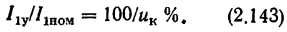 I₁у/I₁ном = 100/uк %. (2.143)